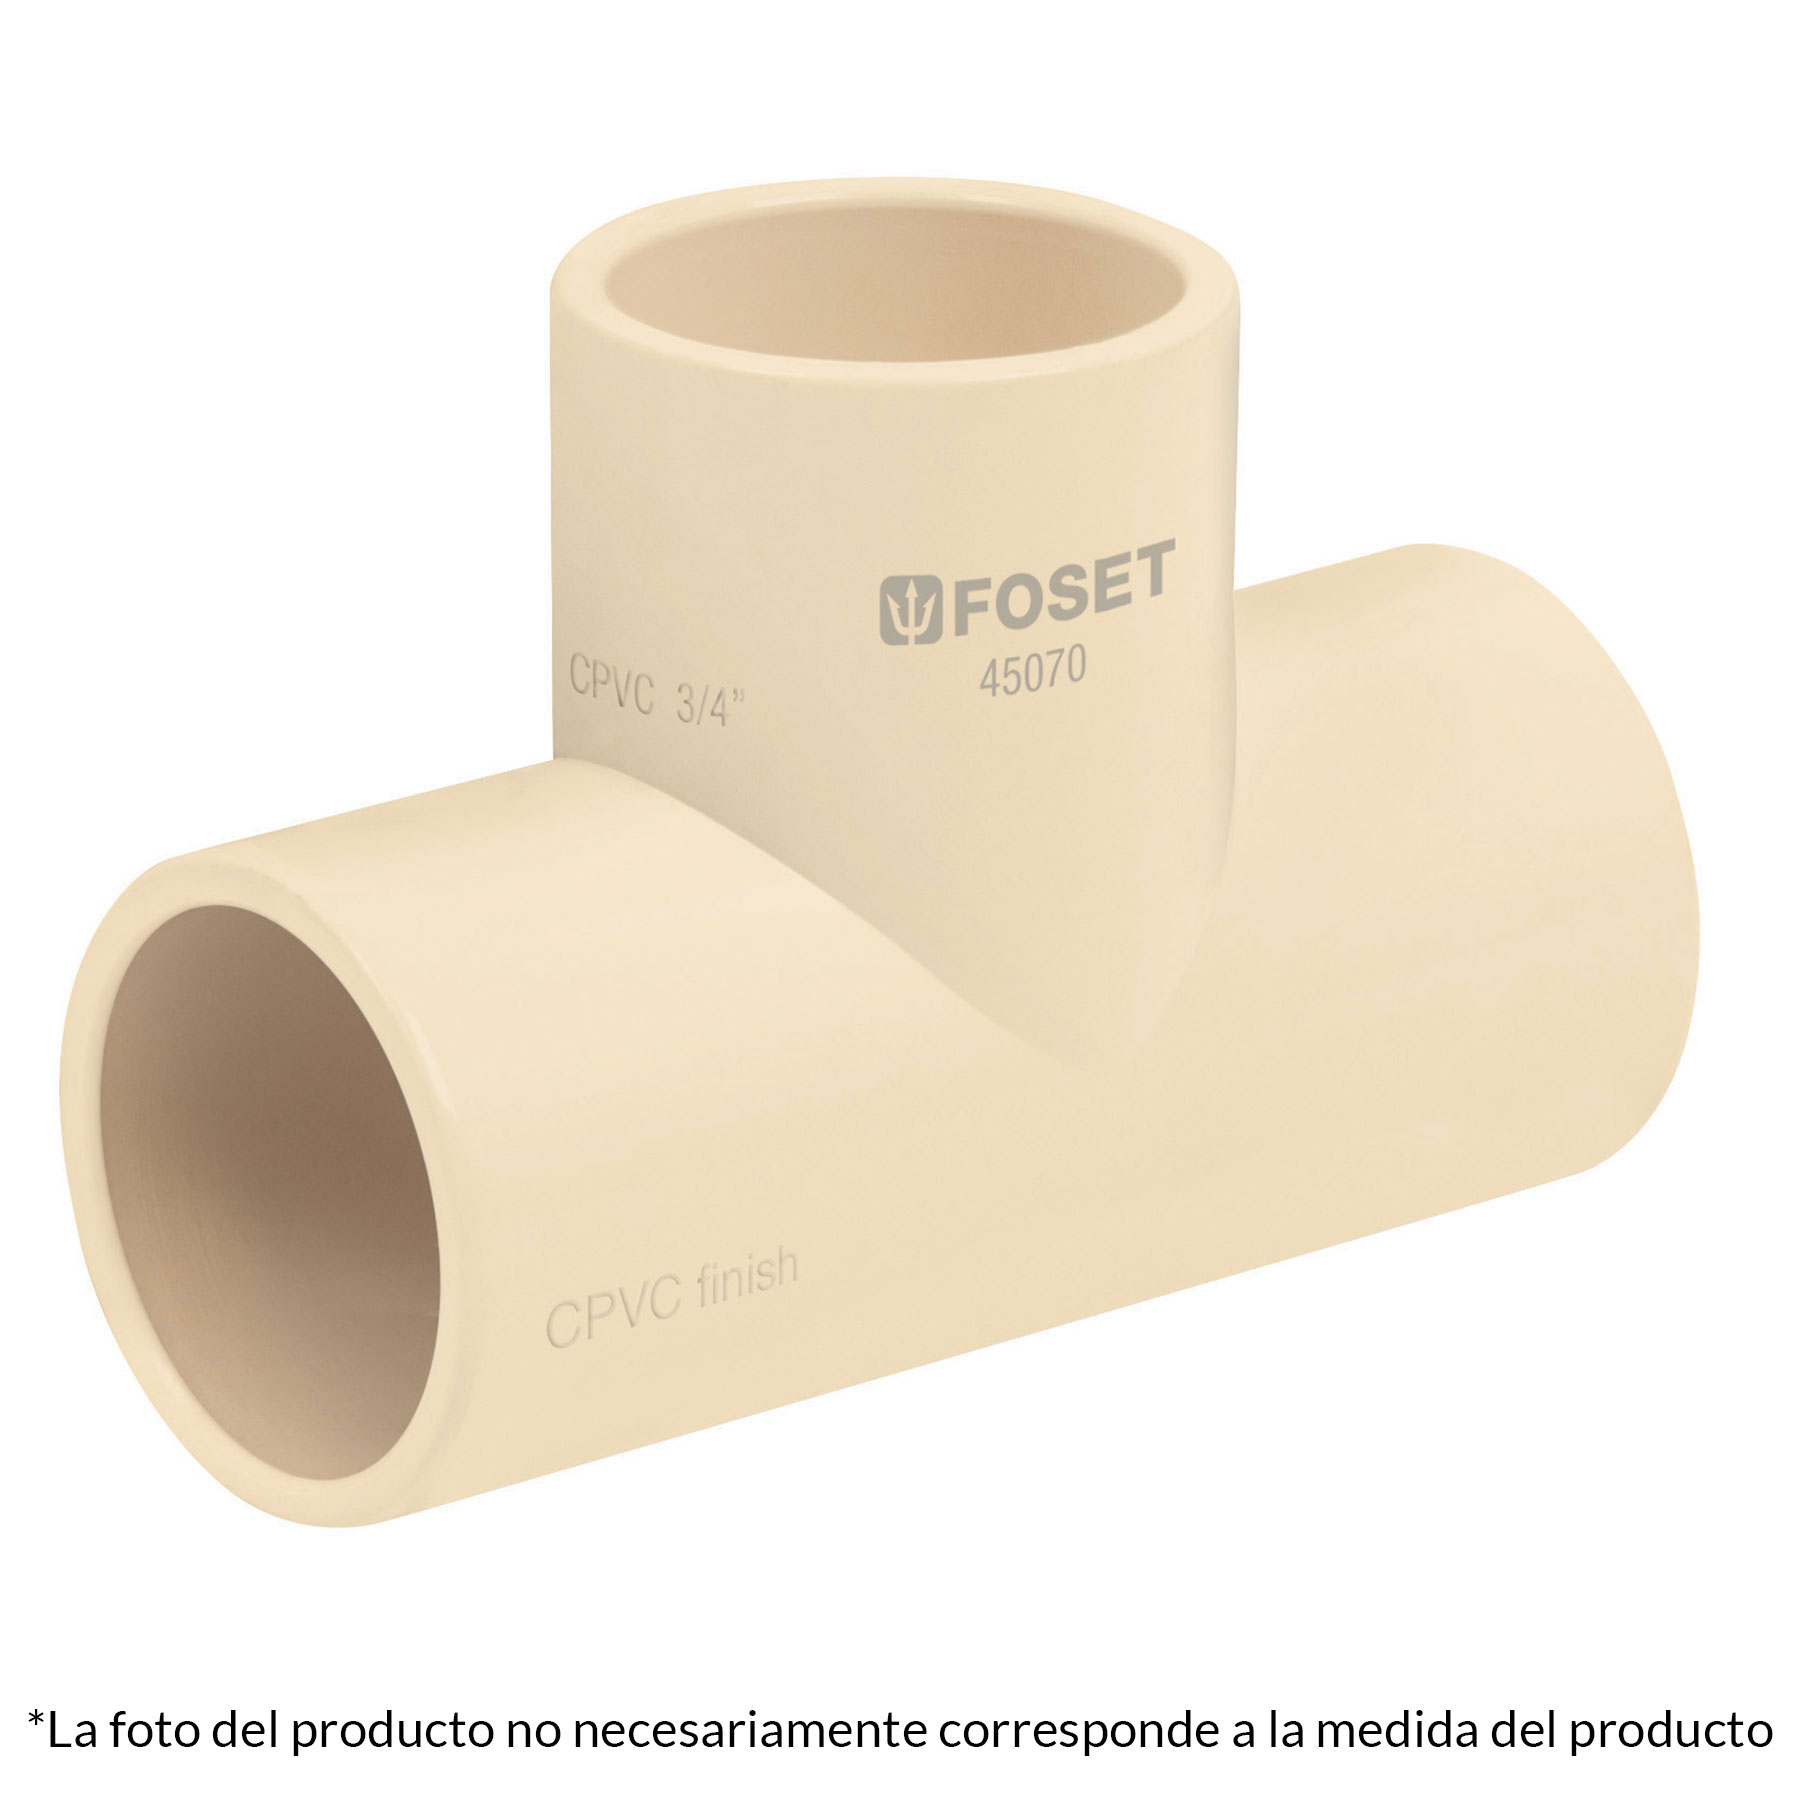 FOSET
45070
CPVC 3/4”
CPVC finish
*La foto del producto no necesariamente corresponde a la medida del producto